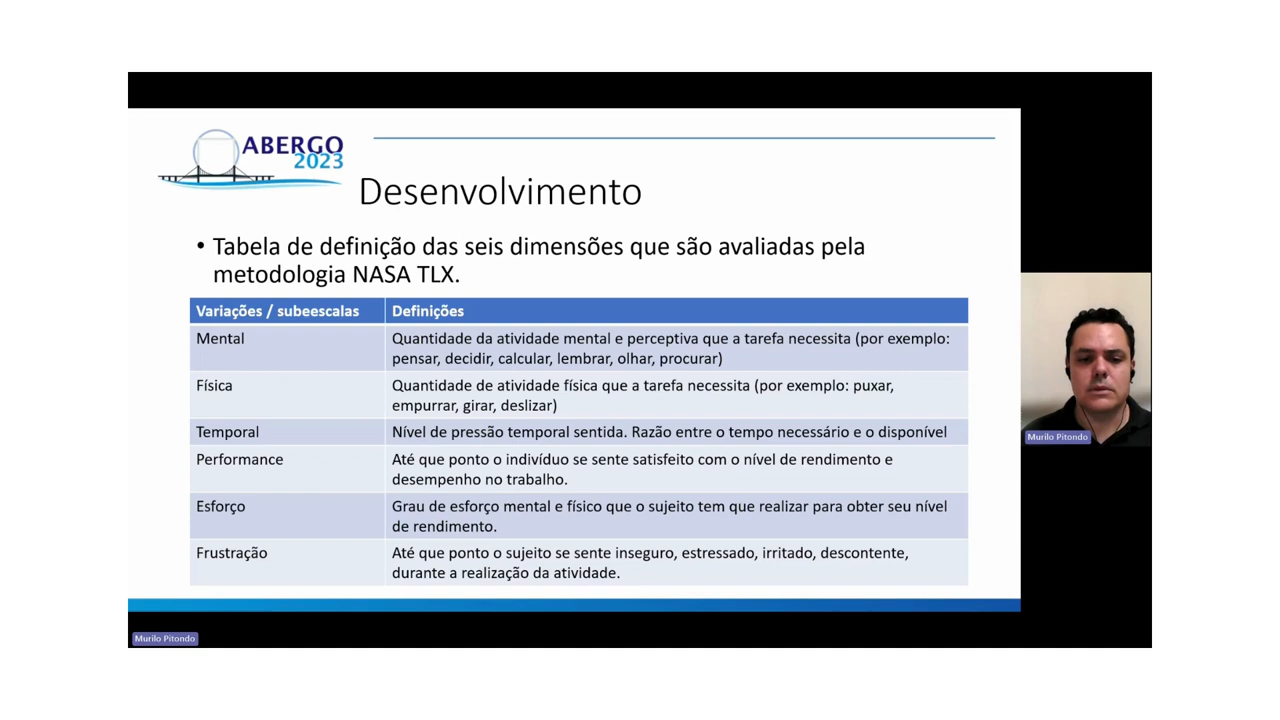 ABERGO
2023
Desenvolvimento
• Tabela de definição das seis dimensões que são avaliadas pela
metodologia NASA TLX.
Variações / subeescalas Definições
Mental Quantidade da atividade mental e perceptiva que a tarefa necessita (por exemplo:
pensar, decidir, calcular, lembrar, olhar, procurar)
Física Quantidade de atividade física que a tarefa necessita (por exemplo: puxar,
empurrar, girar, deslizar)
Temporal Nível de pressão temporal sentida. Razão entre o tempo necessário e o disponível
Performance Até que ponto o indivíduo se sente satisfeito com o nível de rendimento e
desempenho no trabalho.
Esforço Grau de esforço mental e físico que o sujeito tem que realizar para obter seu nível
de rendimento.
Frustração Até que ponto o sujeito se sente inseguro, estressado, irritado, descontente,
durante a realização da atividade.
Murilo Pitondo
Murilo Pitondo